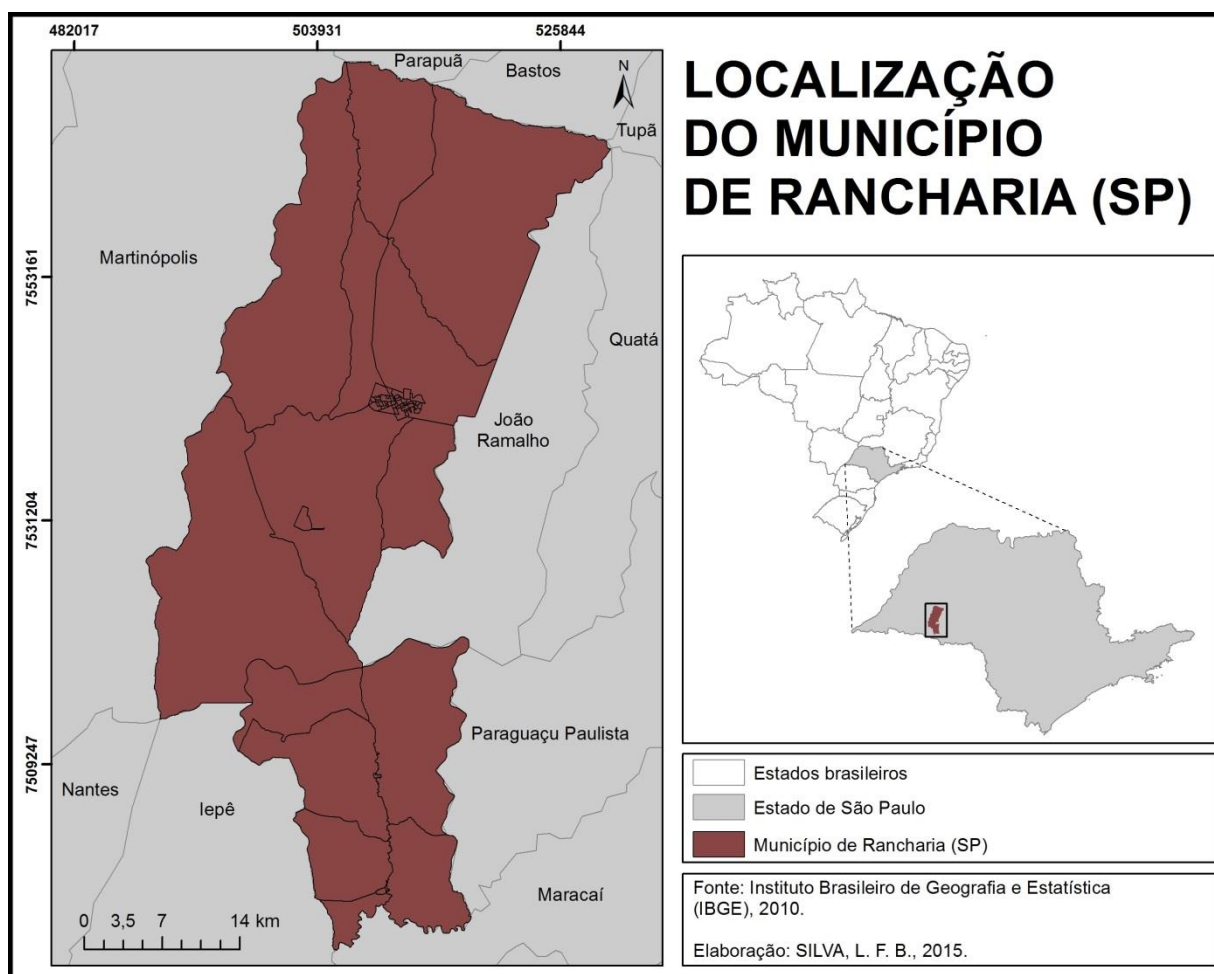 482017
503931
525844
Parapuã
Bastos
N
Tupã
Martinópolis
7553161
Quatá
João
Ramalho
7531204
Paraguaçu Paulista
7509247
Nantes
Iepê
Maracaí
0 3,5 7 14 km
LOCALIZAÇÃO
DO MUNICÍPIO
DE RANCHARIA (SP)
Estados brasileiros
Estado de São Paulo
Município de Rancharia (SP)
Fonte: Instituto Brasileiro de Geografia e Estatística
(IBGE), 2010.
Elaboração: SILVA, L. F. B., 2015.